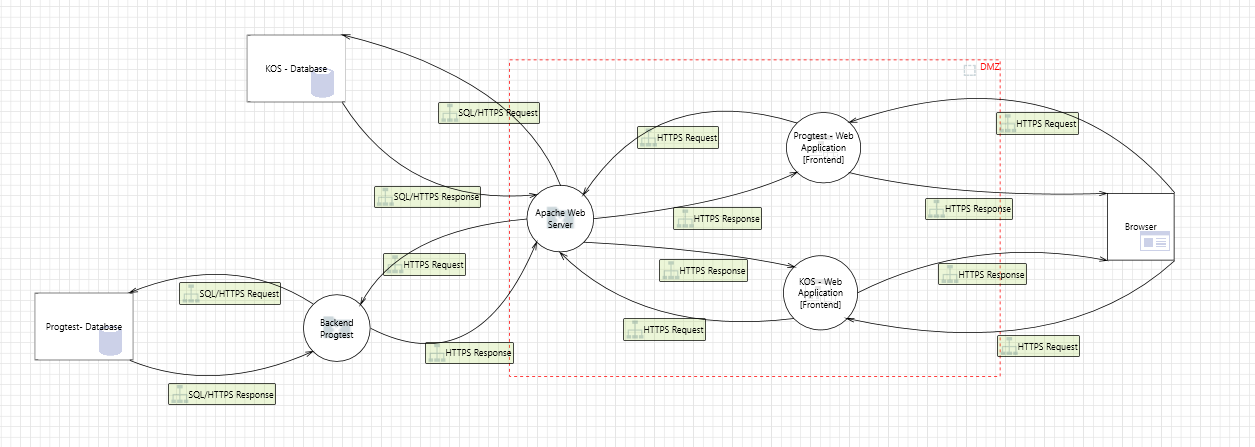 KOS - Database
DMZ
SQL/HTTPS Request
HTTPS Request
HTTPS Request
Progtest - Web
Application
[Frontend]
SQL/HTTPS Response
HTTPS Response
HTTPS Response
Apache Web
Server
Browser
HTTPS Request
HTTPS Response
HTTPS Response
KOS - Web
Application
[Frontend]
SQL/HTTPS Request
Progtest- Database
Backend
Progtest
HTTPS Request
HTTPS Request
HTTPS Response
SQL/HTTPS Response